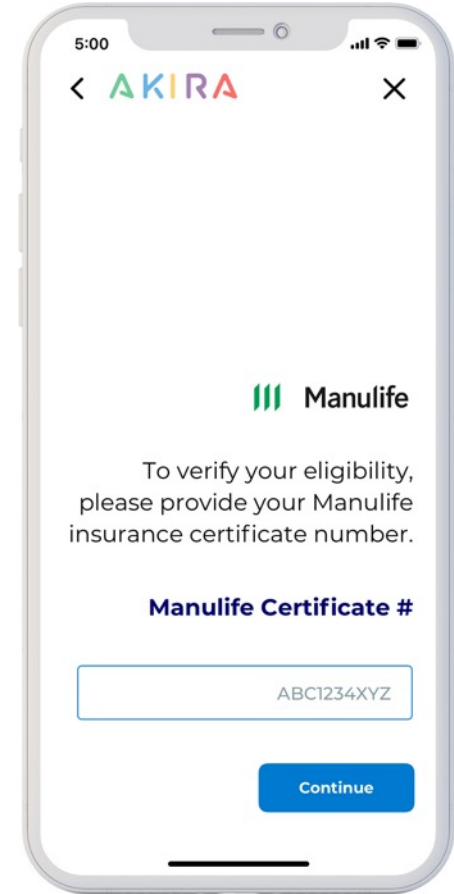 5:00
AKIRA
Manulife
To verify your eligibility,
please provide your Manulife
insurance certificate number.
Manulife Certificate #
ABC1234XYZ
Continue